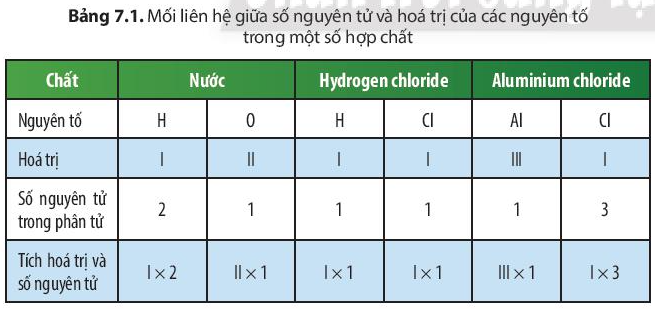 Bảng 7.1. Mối liên hệ giữa số nguyên tử và hoá trị của các nguyên tố
trong một số hợp chất
Chất Nước Hydrogen chloride Aluminium chloride
Nguyên tố H O H Cl Al Cl
Hoá trị I II I I III I
Số nguyên tử
trong phân tử 2 1 1 1 1 3
Tích hoá trị và
số nguyên tử I × 2 II × 1 I × 1 I × 1 III × 1 I × 3